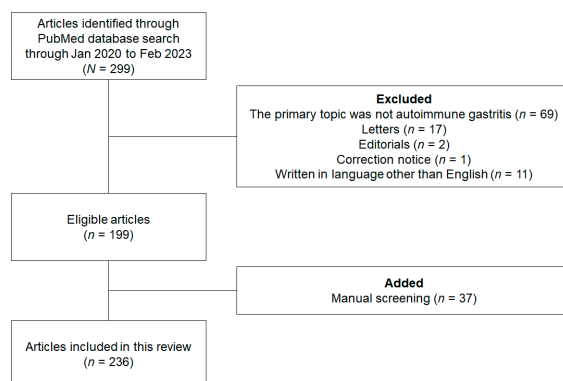 Articles identified through
PubMed database search
through Jan 2020 to Feb 2023
(N = 299)
Excluded
The primary topic was not autoimmune gastritis (n = 69)
Letters (n = 17)
Editorials (n = 2)
Correction notice (n = 1)
Written in language other than English (n = 11)
Eligible articles
(n = 199)
Added
Manual screening (n = 37)
Articles included in this review
(n = 236)